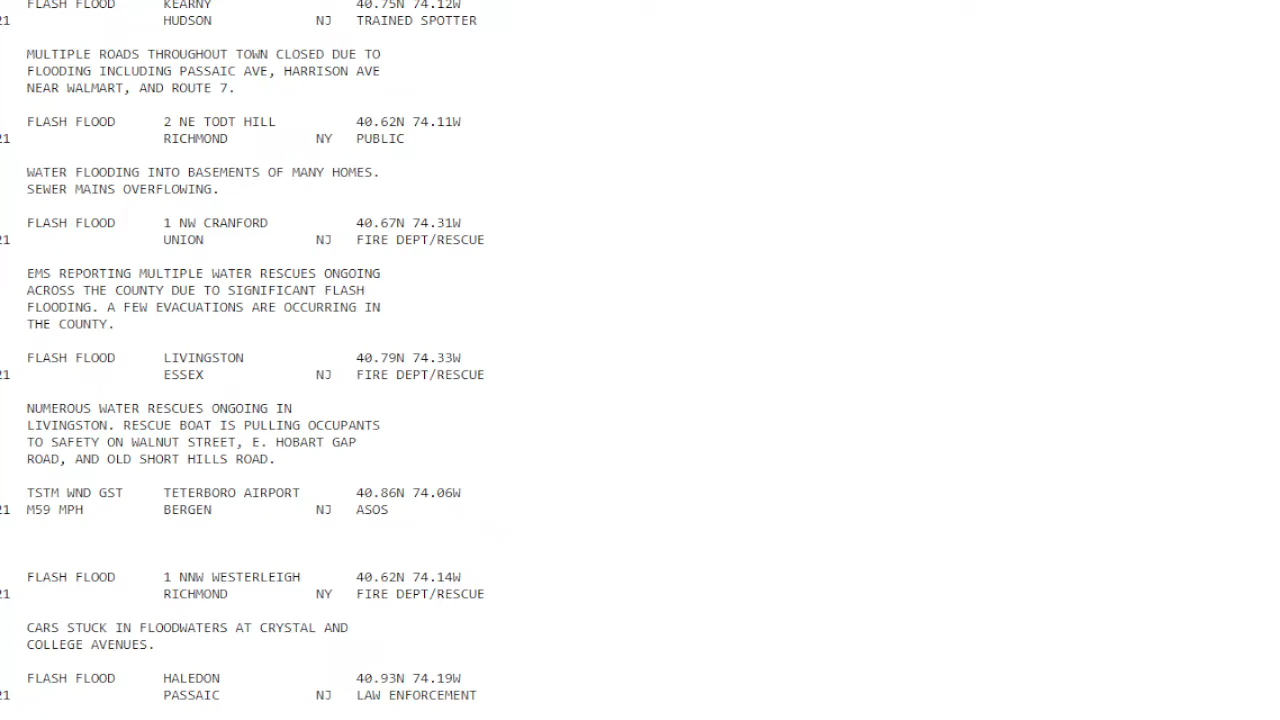 FLASH FLOOD KEARNY 40.75N 74.12W
21 HUDSON NJ TRAINED SPOTTER
MULTIPLE ROADS THROUGHOUT TOWN CLOSED DUE TO
FLOODING INCLUDING PASSAIC AVE, HARRISON AVE
NEAR WALMART, AND ROUTE 7.
FLASH FLOOD 2 NE TODT HILL 40.62N 74.11W
21 RICHMOND NY PUBLIC
WATER FLOODING INTO BASEMENTS OF MANY HOMES.
SEWER MAINS OVERFLOWING.
FLASH FLOOD 1 NW CRANFORD 40.67N 74.31W
21 UNION NJ FIRE DEPT/RESCUE
EMS REPORTING MULTIPLE WATER RESCUES ONGOING
ACROSS THE COUNTY DUE TO SIGNIFICANT FLASH
FLOODING. A FEW EVACUATIONS ARE OCCURRING IN
THE COUNTY.
FLASH FLOOD LIVINGSTON 40.79N 74.33W
21 ESSEX NJ FIRE DEPT/RESCUE
NUMEROUS WATER RESCUES ONGOING IN
LIVINGSTON. RESCUE BOAT IS PULLING OCCUPANTS
TO SAFETY ON WALNUT STREET, E. HOBART GAP
ROAD, AND OLD SHORT HILLS ROAD.
TSTM WND GST TETERBORO AIRPORT 40.86N 74.06W
21 M59 MPH BERGEN NJ ASOS
FLASH FLOOD 1 NNW WESTERLEIGH 40.62N 74.14W
21 RICHMOND NY FIRE DEPT/RESCUE
CARS STUCK IN FLOODWATERS AT CRYSTAL AND
COLLEGE AVENUES.
FLASH FLOOD HALEDON 40.93N 74.19W
21 PASSAIC NJ LAW ENFORCEMENT